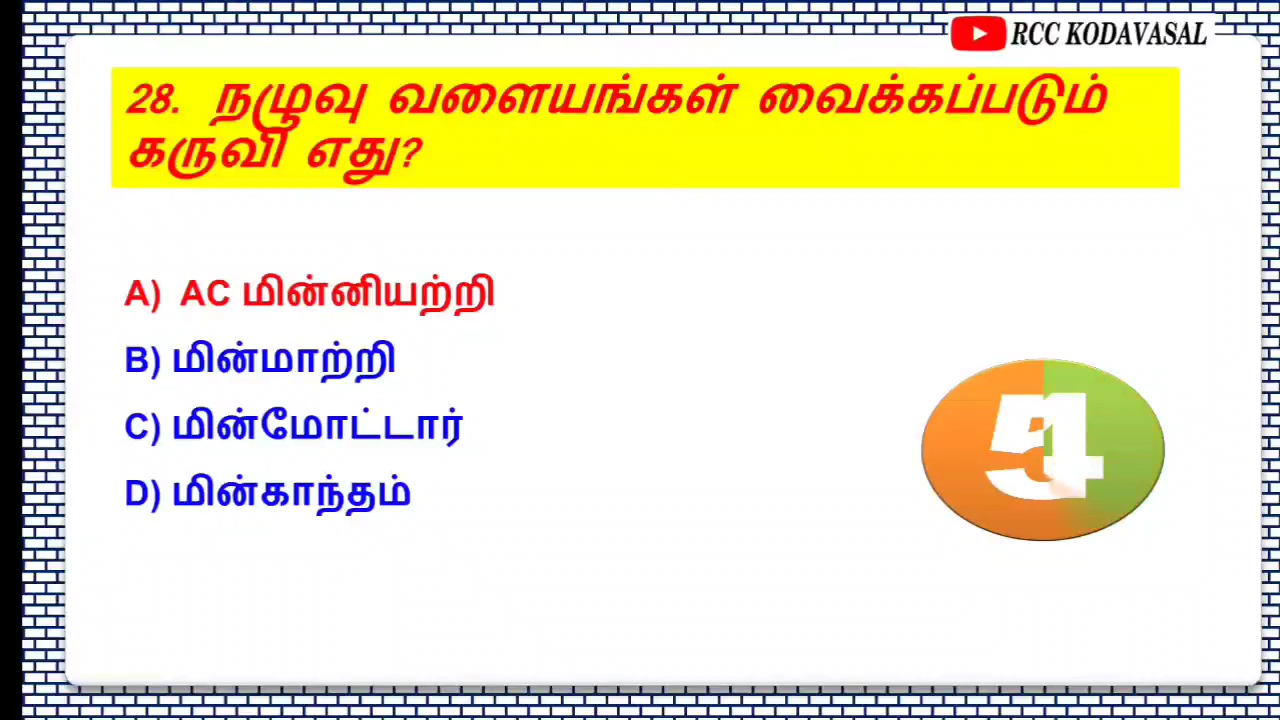 RCC KODAVASAL
28. நழுவு வளையங்கள் வைக்கப்படும்
கருவி எது?
A) AC மின்னியற்றி
B) மின்மாற்றி
C) மின்மோட்டார்
D) மின்காந்தம்